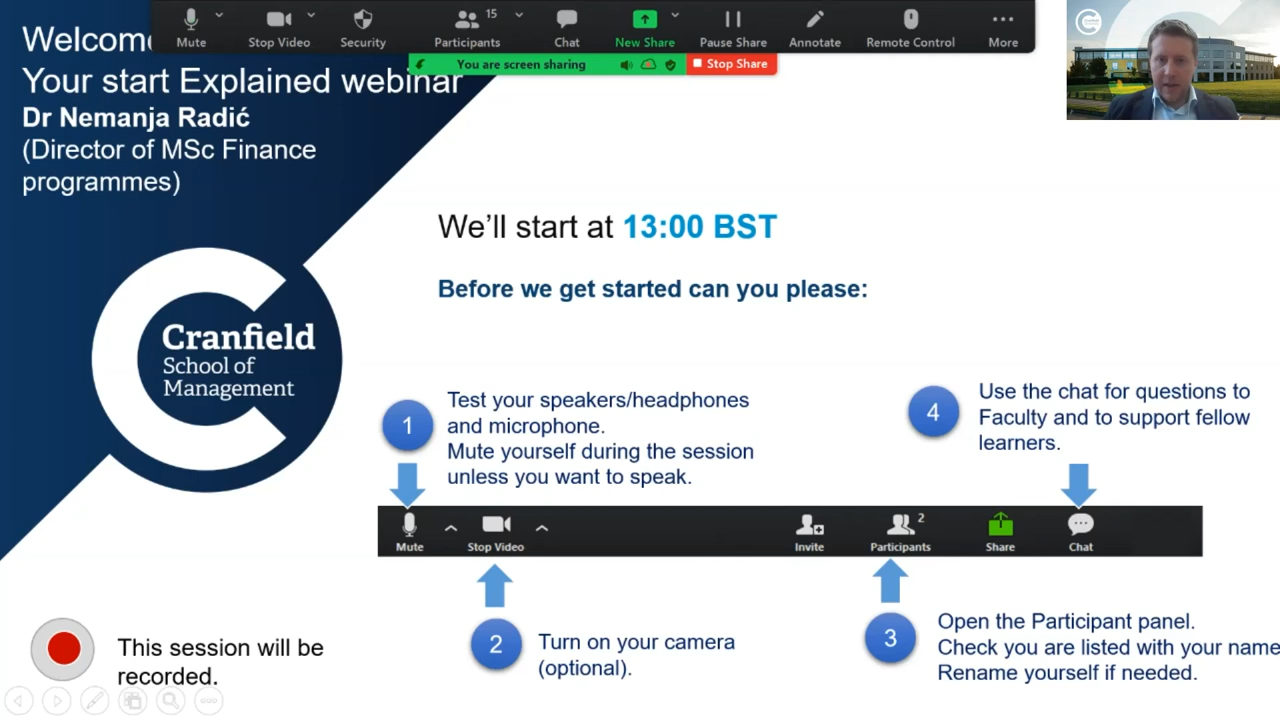 Welcome
Your start Explained webinar
Dr Nemanja Radić
(Director of MSc Finance
programmes)
Mute
Stop Video
Security
15
Participants
Chat
New Share
Pause Share
Annotate
Remote Control
More
You are screen sharing
Stop Share
We'll start at 13:00 BST
Before we get started can you please:
Cranfield
School of
Management
1
Test your speakers/headphones
and microphone.
Mute yourself during the session
unless you want to speak.
4
Use the chat for questions to
Faculty and to support fellow
learners.
Mute
Stop Video
Invite
2
Participants
Share
Chat
2
Turn on your camera
(optional).
3
Open the Participant panel.
Check you are listed with your name
Rename yourself if needed.
This session will be
recorded.